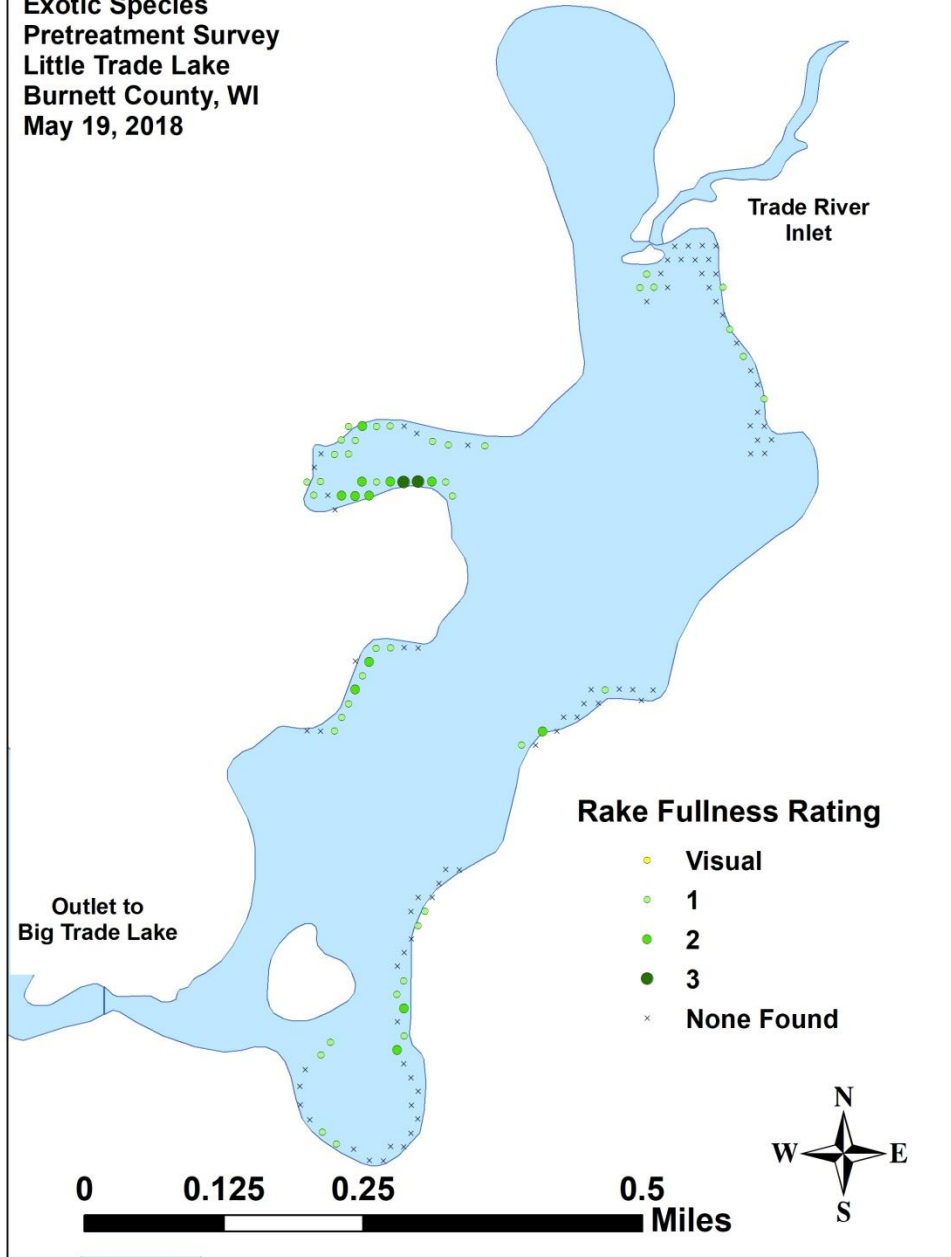 Exotic Species
Pretreatment Survey
Little Trade Lake
Burnett County, WI
May 19, 2018
Trade River
Inlet
Rake Fullness Rating
Visual
1
2
3
None Found
Outlet to
Big Trade Lake
N
W E
S
0 0.125 0.25 0.5
Miles